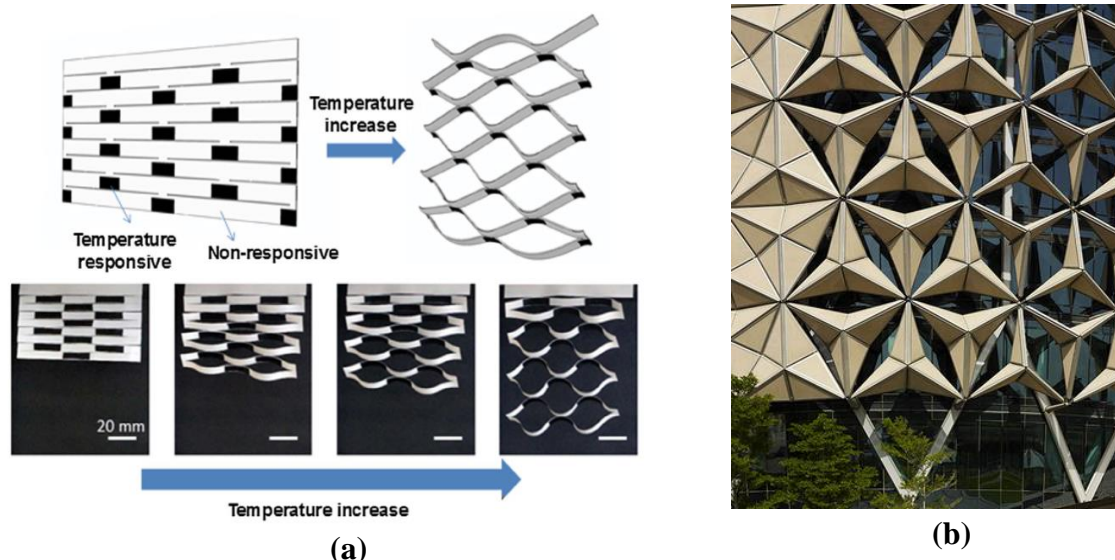 Temperature
increase
Temperature
responsive
Non-responsive
20 mm
Temperature increase
(a)
(b)